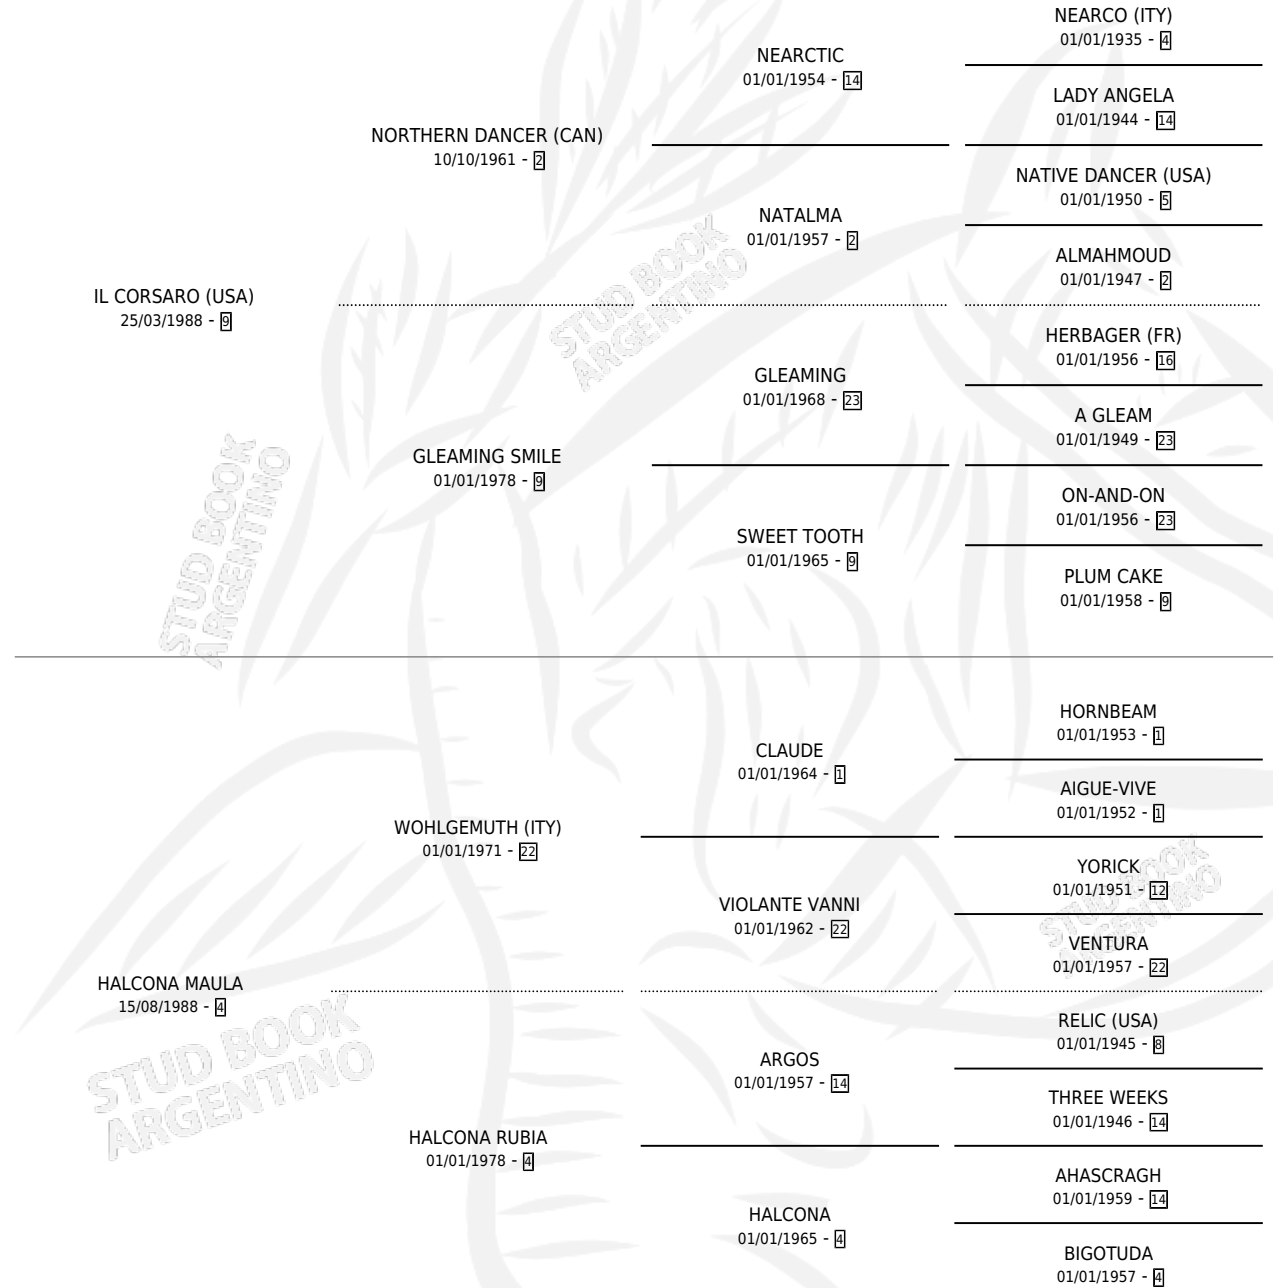 NEARCO (ITY)
01/01/1935 - 4
NEARCTIC
01/01/1954 - 14
LADY ANGELA
01/01/1944 - 14
NORTHERN DANCER (CAN)
10/10/1961 - 2
NATIVE DANCER (USA)
01/01/1950 - 5
NATALMA
01/01/1957 - 2
ALMAHMOUD
01/01/1947 - 2
STUD BOOK
ARGENTINO
IL CORSARO (USA)
25/03/1988 - 9
HERBAGER (FR)
01/01/1956 - 16
GLEAMING
01/01/1968 - 23
A GLEAM
01/01/1949 - 23
GLEAMING SMILE
01/01/1978 - 9
ON-AND-ON
01/01/1956 - 23
SWEET TOOTH
01/01/1965 - 9
PLUM CAKE
01/01/1958 - 9
STUD BOOK
ARGENTINO
HORNBEAM
01/01/1953 - 1
CLAUDE
01/01/1964 - 1
AIGUE-VIVE
01/01/1952 - 1
WOHLGEMUTH (ITY)
01/01/1971 - 22
YORICK
01/01/1951 - 12
VIOLANTE VANNI
01/01/1962 - 22
VENTURA
01/01/1957 - 22
STUD BOOK
ARGENTINO
HALCONA MAULA
15/08/1988 - 4
RELIC (USA)
01/01/1945 - 8
ARGOS
01/01/1957 - 14
THREE WEEKS
01/01/1946 - 14
STUD BOOK
ARGENTINO
HALCONA RUBIA
01/01/1978 - 4
AHASCRAGH
01/01/1959 - 14
HALCONA
01/01/1965 - 4
BIGOTUDA
01/01/1957 - 4